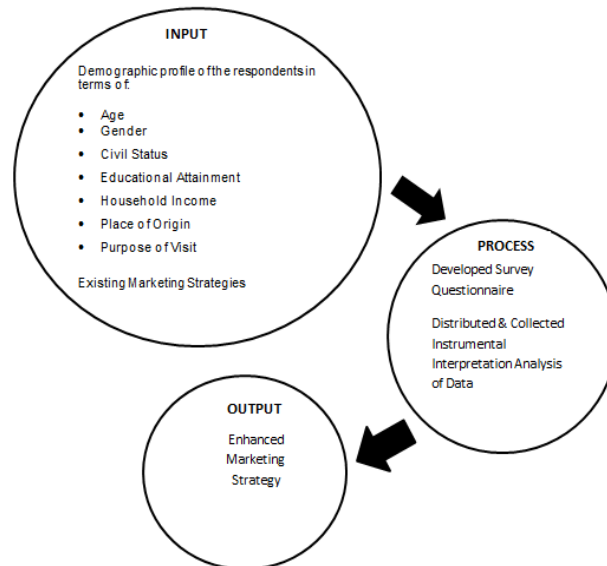 INPUT
Demographic profile of the respondents in
terms of:
• Age
• Gender
• Civil Status
• Educational Attainment
• Household Income
• Place of Origin
• Purpose of Visit
Existing Marketing Strategies
PROCESS
Developed Survey
Questionnaire
Distributed & Collected
Instrumental
Interpretation Analysis
of Data
OUTPUT
Enhanced
Marketing
Strategy